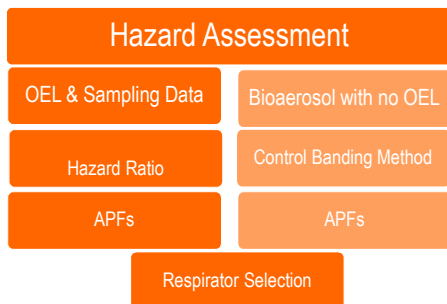 Hazard Assessment
OEL & Sampling Data
Bioaerosol with no OEL
Hazard Ratio
Control Banding Method
APFs
APFs
Respirator Selection